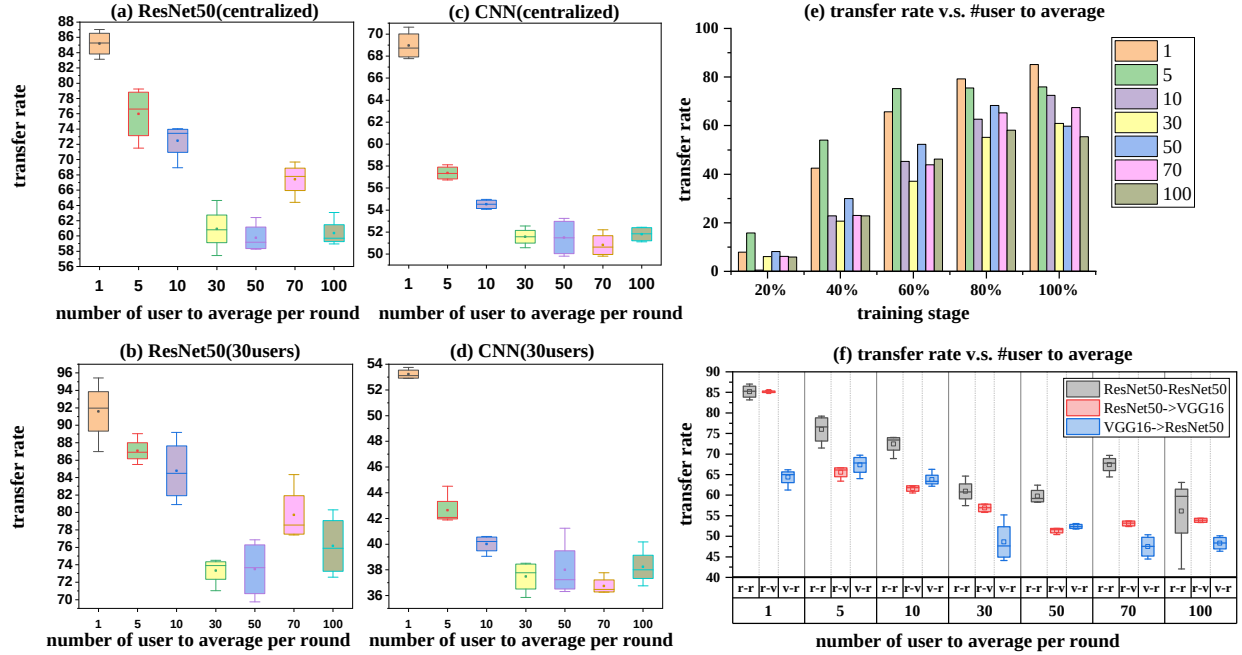 (a) ResNet50(centralized)
transfer rate
86
84
82
80
78
76
74
72
70
68
66
64
62
60
58
56
1 5 10 30 50 70 100
number of user to average per round
(c) CNN(centralized)
70
68
66
64
62
60
58
56
54
52
50
1 5 10 30 50 70 100
number of user to average per round
(e) transfer rate v.s. #user to average
transfer rate
100
80
60
40
20
0
20% 40% 60% 80% 100%
training stage
1
5
10
30
50
70
100
(b) ResNet50(30users)
transfer rate
96
94
92
90
88
86
84
82
80
78
76
74
72
70
1 5 10 30 50 70 100
number of user to average per round
(d) CNN(30users)
54
52
50
48
46
44
42
40
38
36
1 5 10 30 50 70 100
number of user to average per round
(f) transfer rate v.s. #user to average
transfer rate
90
85
80
75
70
65
60
55
50
45
40
ResNet50-ResNet50
ResNet50->VGG16
VGG16->ResNet50
r-r r-v v-r r-r r-v v-r r-r r-v v-r r-r r-v v-r r-r r-v v-r r-r r-v v-r r-r r-v v-r
1 5 10 30 50 70 100
number of user to average per round